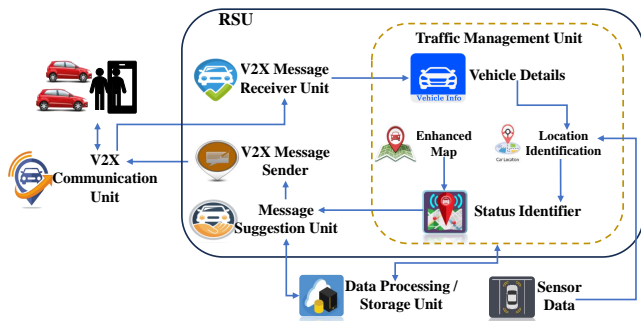 RSU
Traffic Management Unit
V2X Message
Receiver Unit
Vehicle Info
Vehicle Details
Enhanced
Map
Car Location
Location
Identification
V2X
Communication
Unit
V2X Message
Sender
Message
Suggestion Unit
Status Identifier
Data Processing /
Storage Unit
Sensor
Data